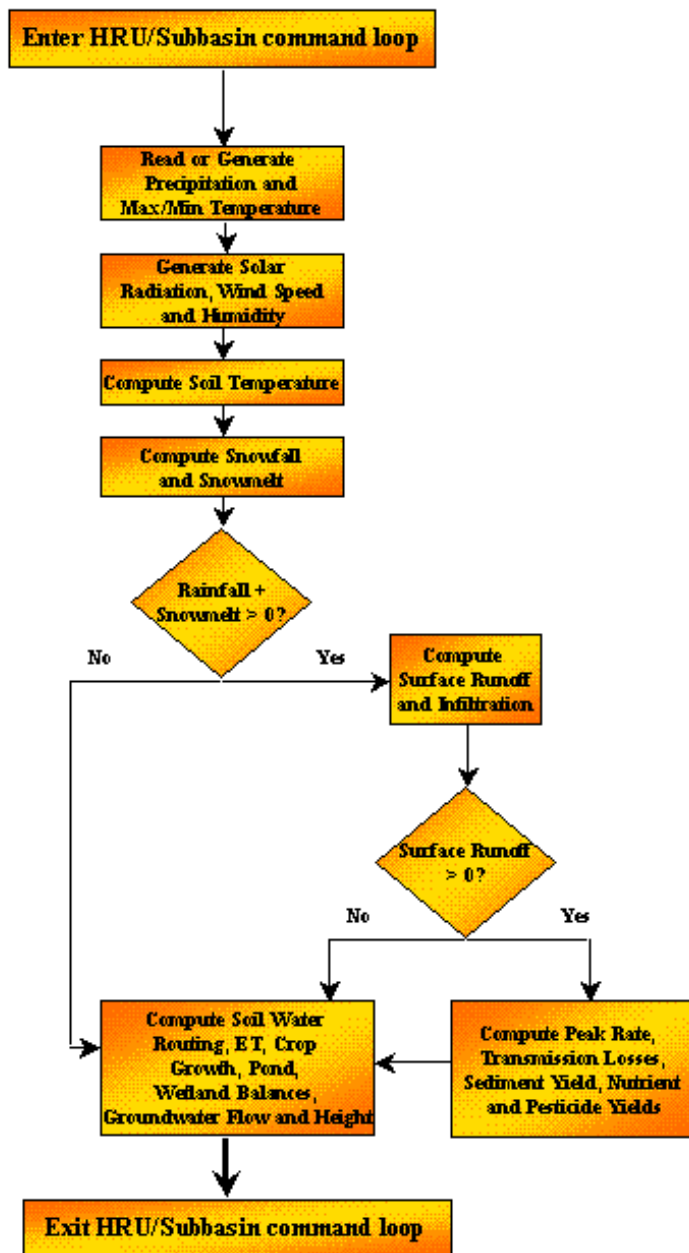 Enter HRU/Subbasin command loop
Read or Generate
Precipitation and
Max/Min Temperature
Generate Solar
Radiation, Wind Speed
and Humidity
Compute Soil Temperature
Compute Snowfall
and Snowmelt
Rainfall +
Snowmelt > 0?
No
Yes
Compute
Surface Runoff
and Infiltration
Surface Runoff
> 0?
No
Yes
Compute Soil Water
Routing, ET, Crop
Growth, Pond,
Wetland Balances,
Groundwater Flow and Height
Compute Peak Rate,
Transmission Losses,
Sediment Yield, Nutrient
and Pesticide Yields
Exit HRU/Subbasin command loop